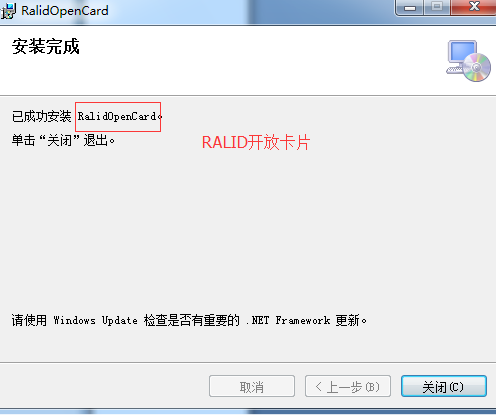 RalidOpenCard
安装完成
已成功安装 RalidOpenCard。
单击“关闭”退出。
RALID开放卡片
请使用 Windows Update 检查是否有重要的 .NET Framework 更新。
取消
< 上一步(B)
关闭(C)